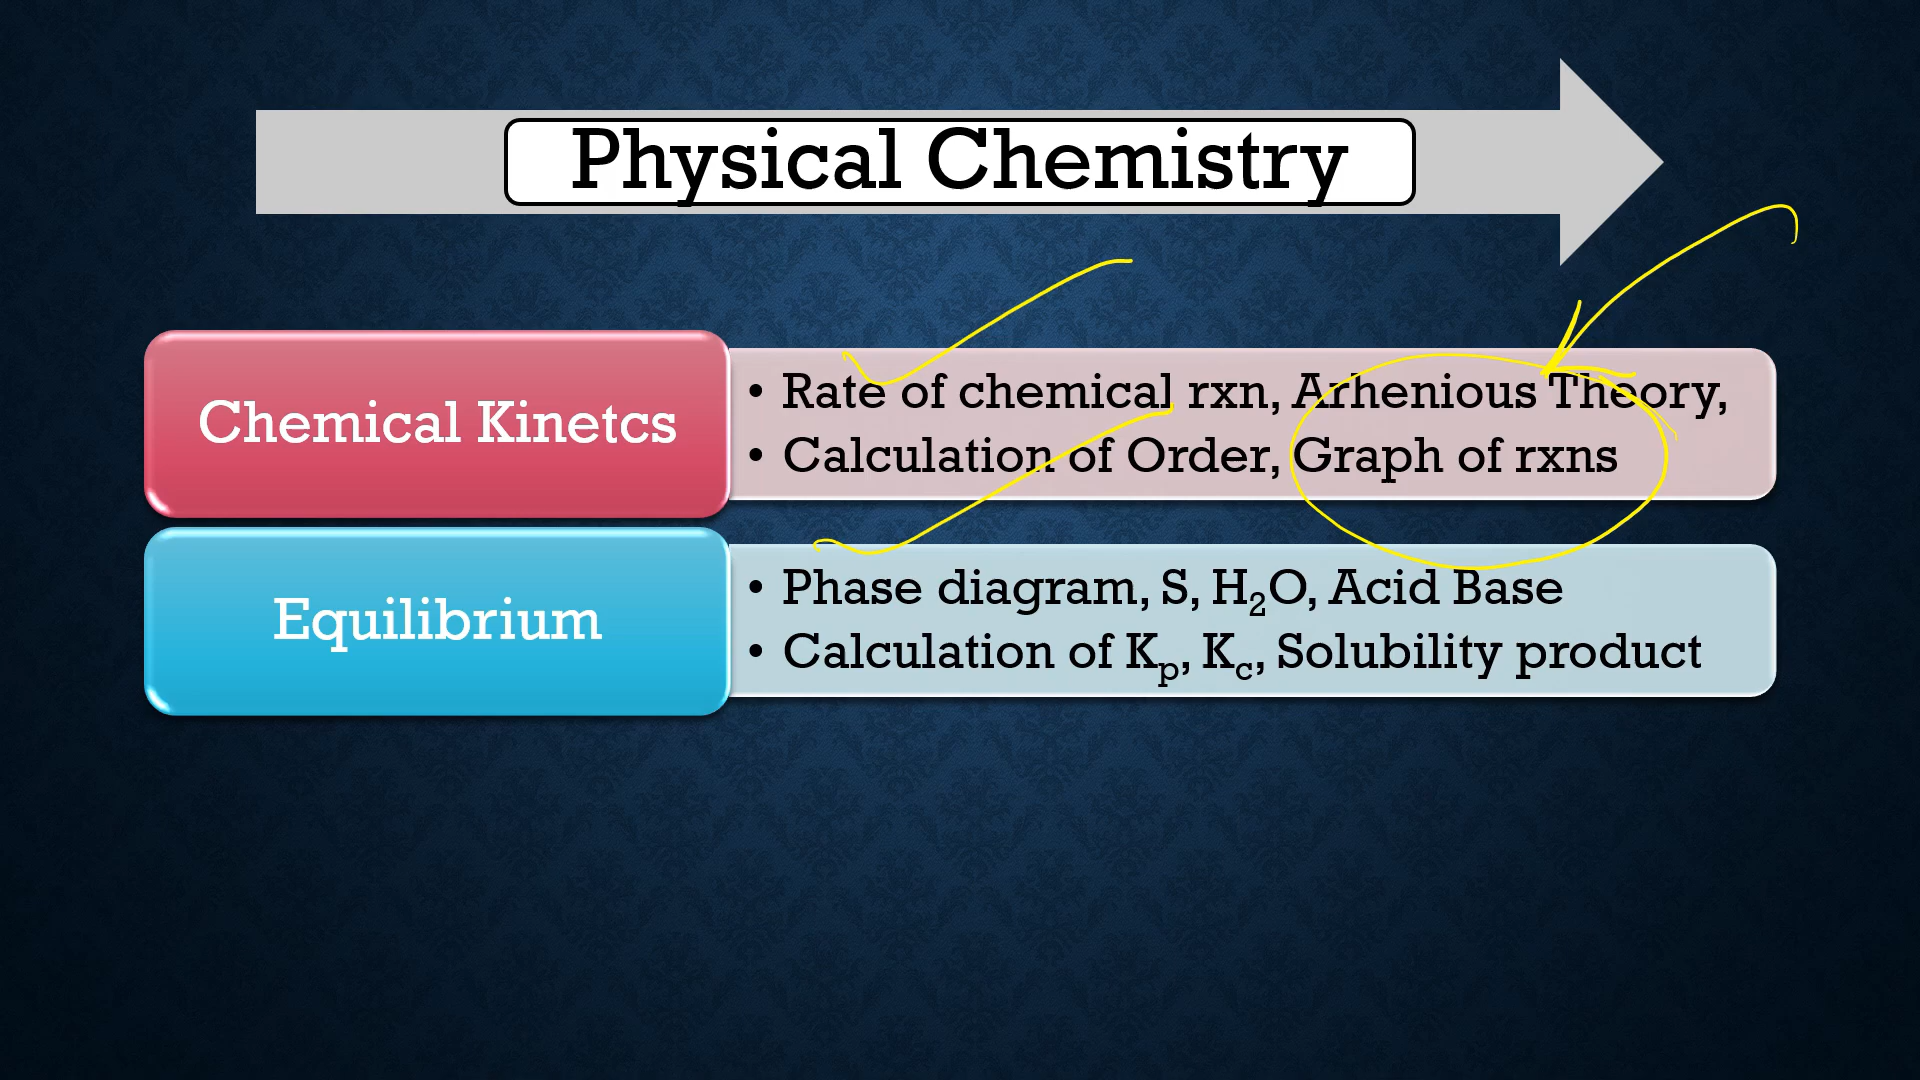 Physical Chemistry
Chemical Kinetcs
• Rate of chemical rxn, Arhenious Theory,
• Calculation of Order, Graph of rxns
Equilibrium
• Phase diagram, S, H₂O, Acid Base
• Calculation of Kₚ, K꜀, Solubility product